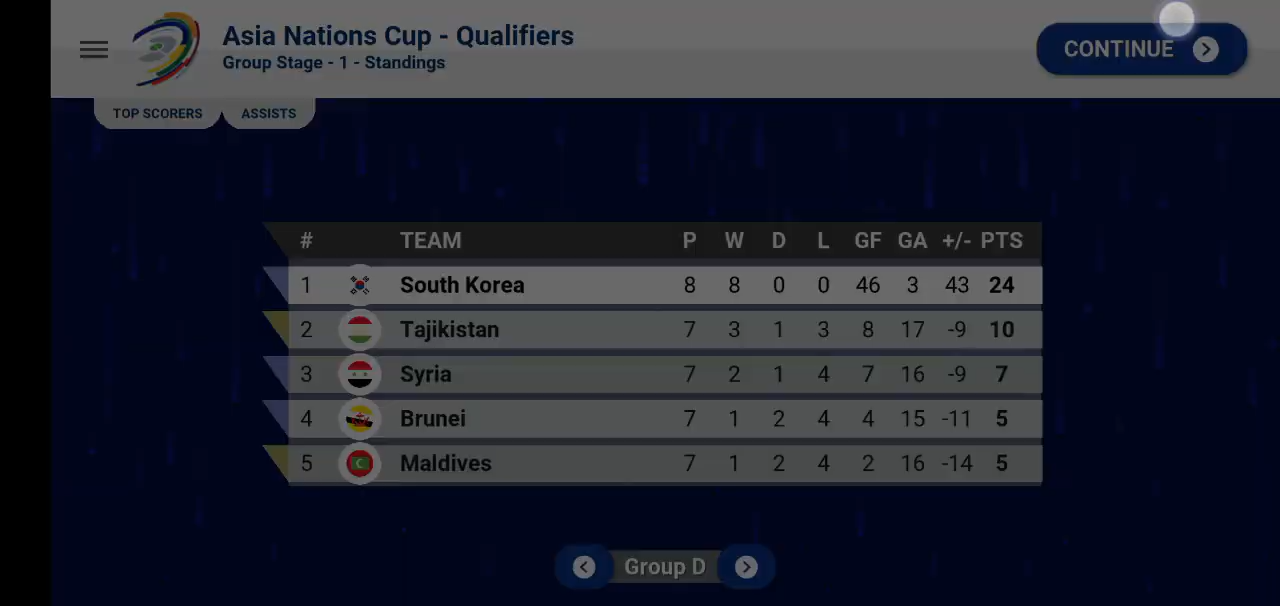 Asia Nations Cup - Qualifiers
Group Stage - 1 - Standings
CONTINUE
TOP SCORERS ASSISTS
# TEAM P W D L GF GA +/- PTS
1 South Korea 8 8 0 0 46 3 43 24
2 Tajikistan 7 3 1 3 8 17 -9 10
3 Syria 7 2 1 4 7 16 -9 7
4 Brunei 7 1 2 4 4 15 -11 5
5 Maldives 7 1 2 4 2 16 -14 5
Group D